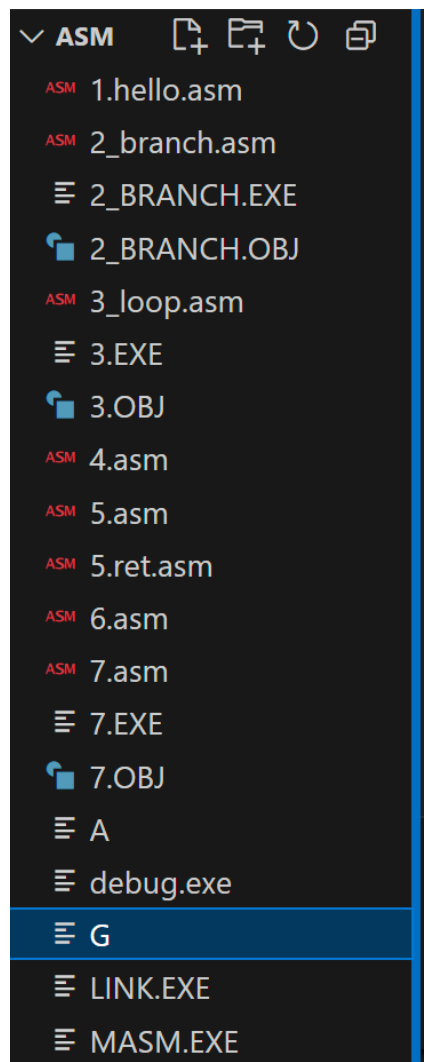 ASM
ASM 1.hello.asm
ASM 2_branch.asm
2_BRANCH.EXE
2_BRANCH.OBJ
ASM 3_loop.asm
3.EXE
3.OBJ
ASM 4.asm
ASM 5.asm
ASM 5.ret.asm
ASM 6.asm
ASM 7.asm
7.EXE
7.OBJ
A
debug.exe
G
LINK.EXE
MASM.EXE